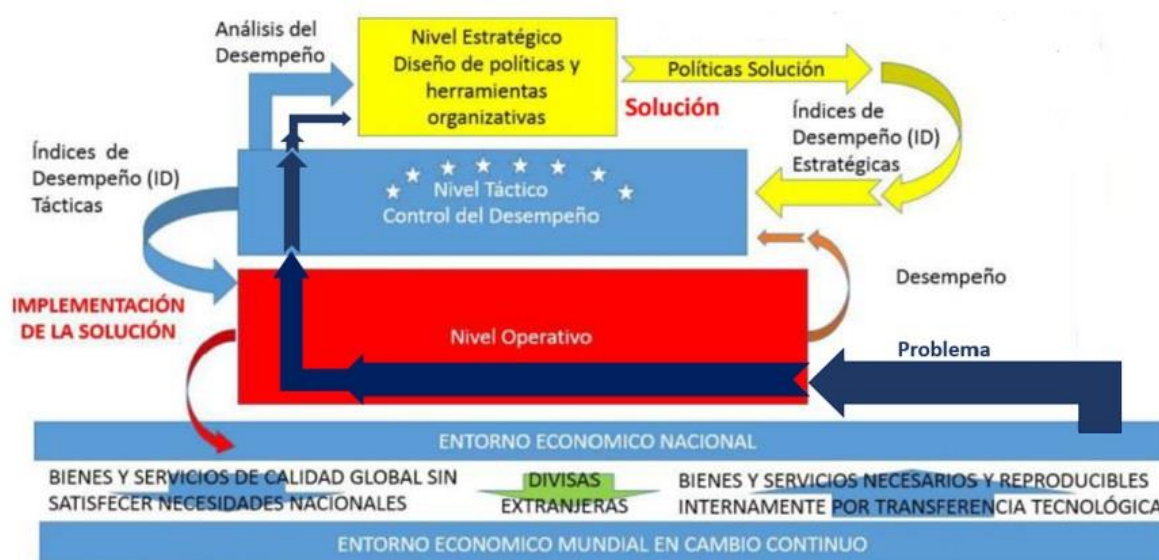 Análisis del
Desempeño
Nivel Estratégico
Diseño de políticas y
herramientas
organizativas
Políticas Solución
Solución
Índices de
Desempeño (ID)
Estratégicas
Índices de
Desempeño (ID)
Tácticas
Nivel Táctico
Control del Desempeño
Desempeño
IMPLEMENTACIÓN
DE LA SOLUCIÓN
Nivel Operativo
Problema
ENTORNO ECONOMICO NACIONAL
BIENES Y SERVICIOS DE CALIDAD GLOBAL SIN
SATISFACER NECESIDADES NACIONALES
DIVISAS
EXTRANJERAS
BIENES Y SERVICIOS NECESARIOS Y REPRODUCIBLES
INTERNAMENTE POR TRANSFERENCIA TECNOLÓGICA
ENTORNO ECONOMICO MUNDIAL EN CAMBIO CONTINUO